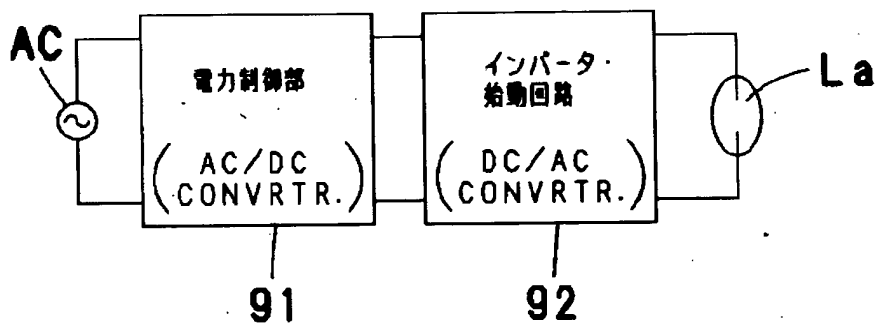 AC
電力制御部
(AC/DC
CONVRTR.)
インバータ・
始動回路
(DC/AC
CONVRTR.)
La
91
92